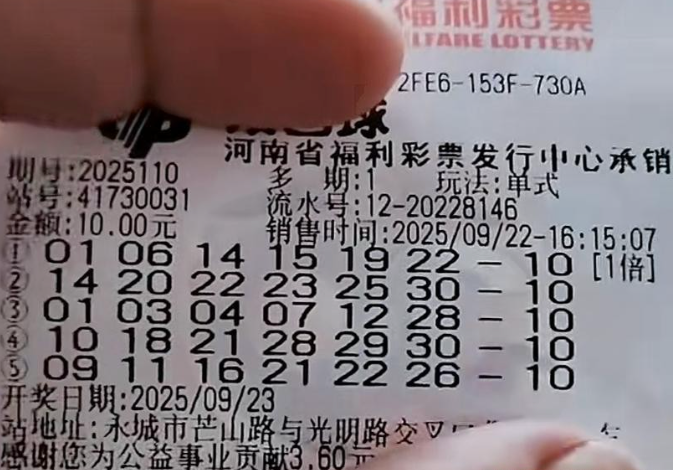 福利彩票
LFARE LOTTERY
2FE6-153F-730A
河南省福利彩票发行中心承销
期号:2025110 多 期:1 玩法:单式
站号:41730031 流水号:12-20228146
金额:10.00元 销售时间:2025/09/22-16:15:07
① 01 06 14 15 19 22 - 10 [1倍]
② 14 20 22 23 25 30 - 10
③ 01 03 04 07 12 28 - 10
④ 10 18 21 28 29 30 - 10
⑤ 09 11 16 21 22 26 - 10
开奖日期:2025/09/23
站地址:永城市芒山路与光明路交叉
感谢您为公益事业贡献3.60元